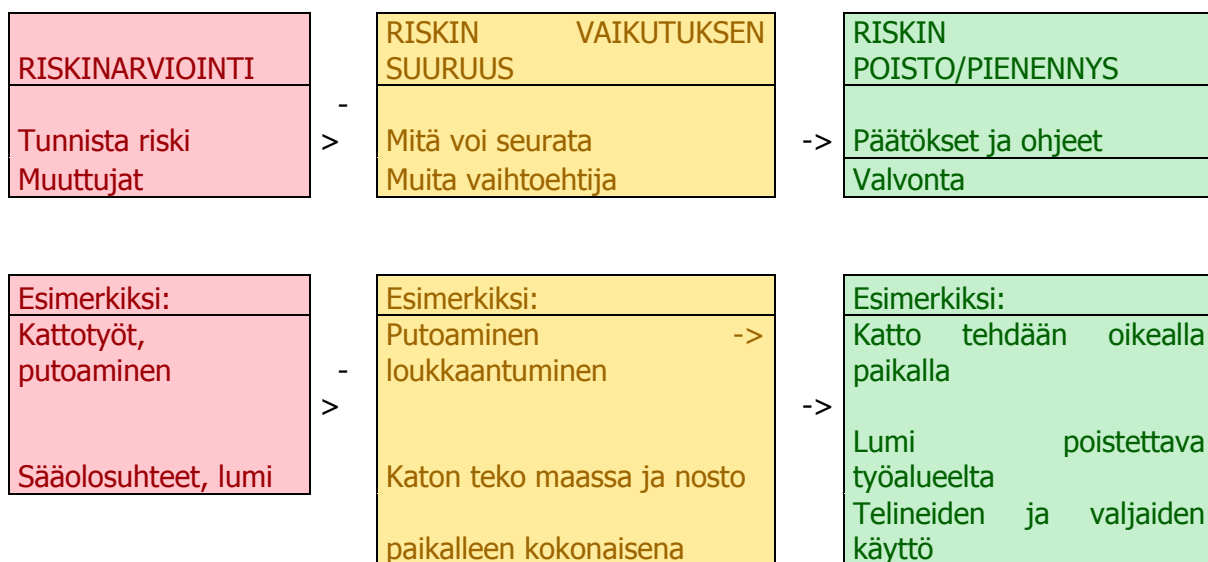 RISKINARVIOINTI
Tunnista riski
Muuttujat
->
RISKIN VAIKUTUKSEN
SUURUUS
Mitä voi seurata
Muita vaihtoehtija
->
RISKIN
POISTO/PIENENNYS
Päätökset ja ohjeet
Valvonta
Esimerkiksi:
Kattotyöt,
putoaminen
Sääolosuhteet, lumi
->
Esimerkiksi:
Putoaminen ->
loukkaantuminen
Katon teko maassa ja nosto
paikalleen kokonaisena
->
Esimerkiksi:
Katto tehdään oikealla
paikalla
Lumi poistettava
työalueelta
Telineiden ja valjaiden
käyttö